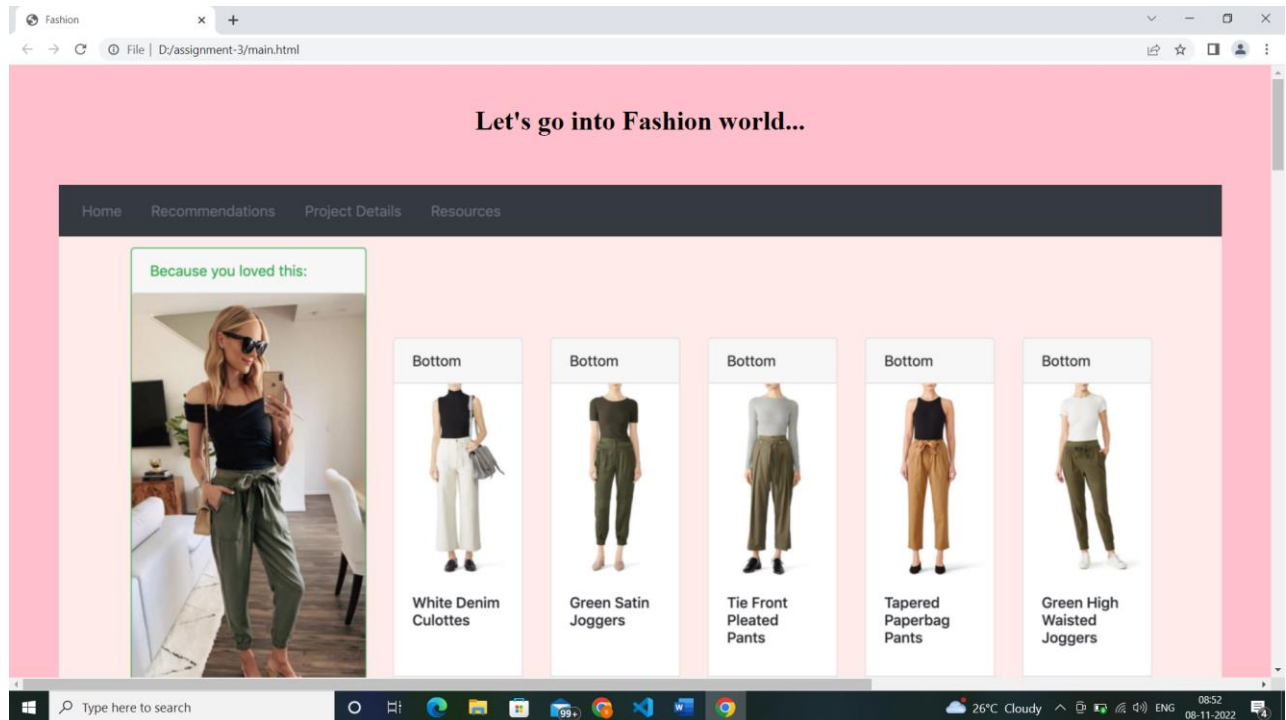 Fashion
File | D:/assignment-3/main.html
Let's go into Fashion world...
Home Recommendations Project Details Resources
Because you loved this:
Bottom Bottom Bottom Bottom Bottom
White Denim
Culottes
Green Satin
Joggers
Tie Front
Pleated
Pants
Tapered
Paperbag
Pants
Green High
Waisted
Joggers
Type here to search
99+
26°C Cloudy
ENG
08:52
08-11-2022
4